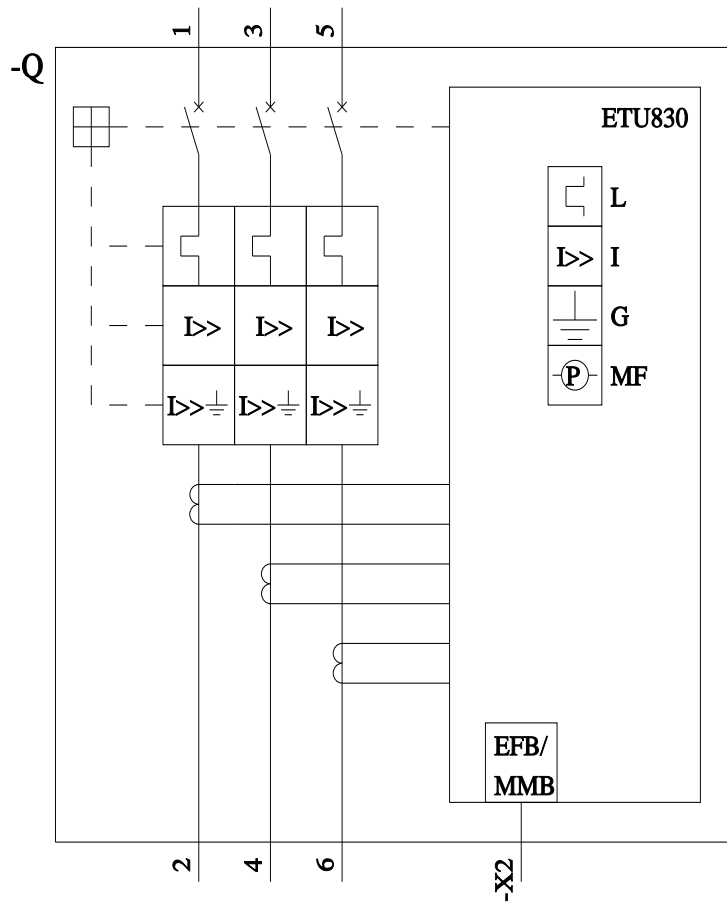 1 3 5
-Q
ETU830
L
I>> I
G
P MF
I>> I>> I>>
I>> I>> I>>
EFB/
MMB
2 4 6 -X2